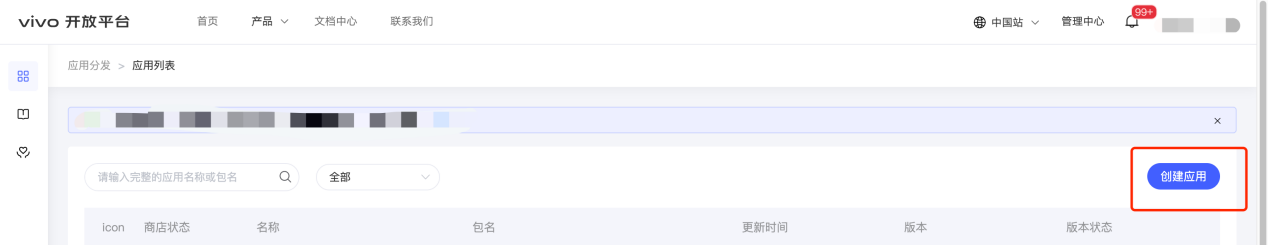 vivo 开放平台 首页 产品 文档中心 联系我们 中国站 管理中心 99+
应用分发 > 应用列表
请输入完整的应用名称或包名 全部 创建应用
icon 商店状态 名称 包名 更新时间 版本 版本状态